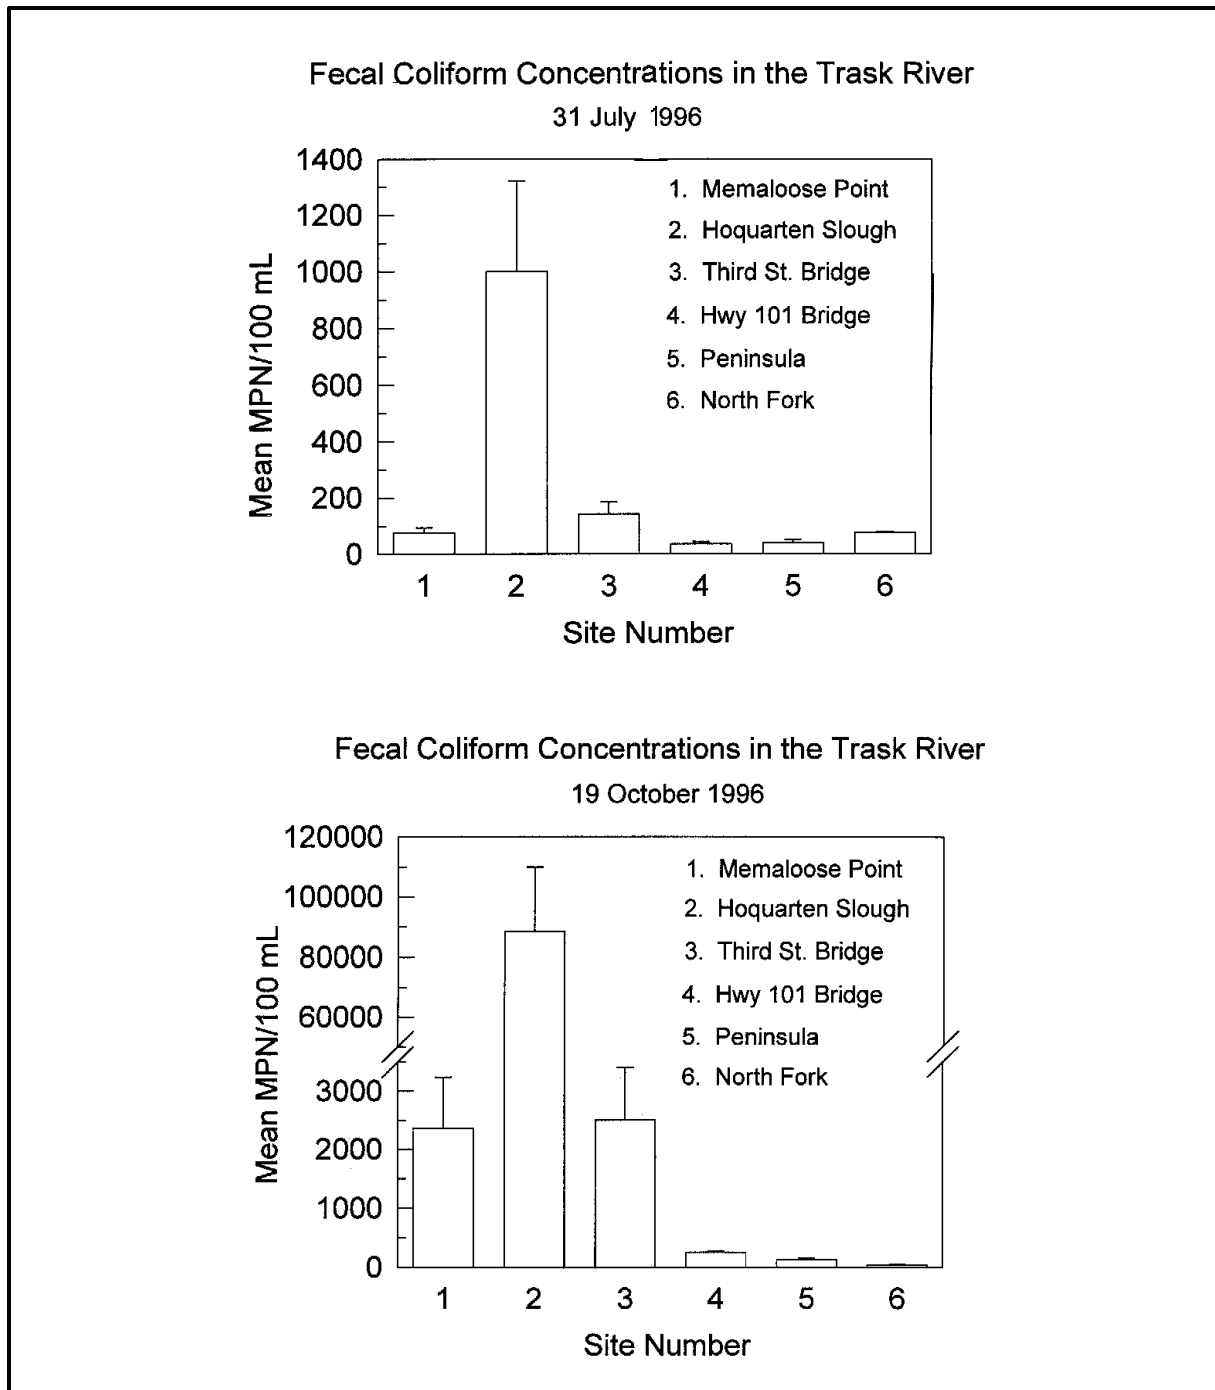 Fecal Coliform Concentrations in the Trask River
31 July 1996
1400
1200
1000
800
600
400
200
0
Mean MPN/100 mL
1. Memaloose Point
2. Hoquarten Slough
3. Third St. Bridge
4. Hwy 101 Bridge
5. Peninsula
6. North Fork
1 2 3 4 5 6
Site Number
Fecal Coliform Concentrations in the Trask River
19 October 1996
120000
100000
80000
60000
3000
2000
1000
0
Mean MPN/100 mL
1. Memaloose Point
2. Hoquarten Slough
3. Third St. Bridge
4. Hwy 101 Bridge
5. Peninsula
6. North Fork
1 2 3 4 5 6
Site Number